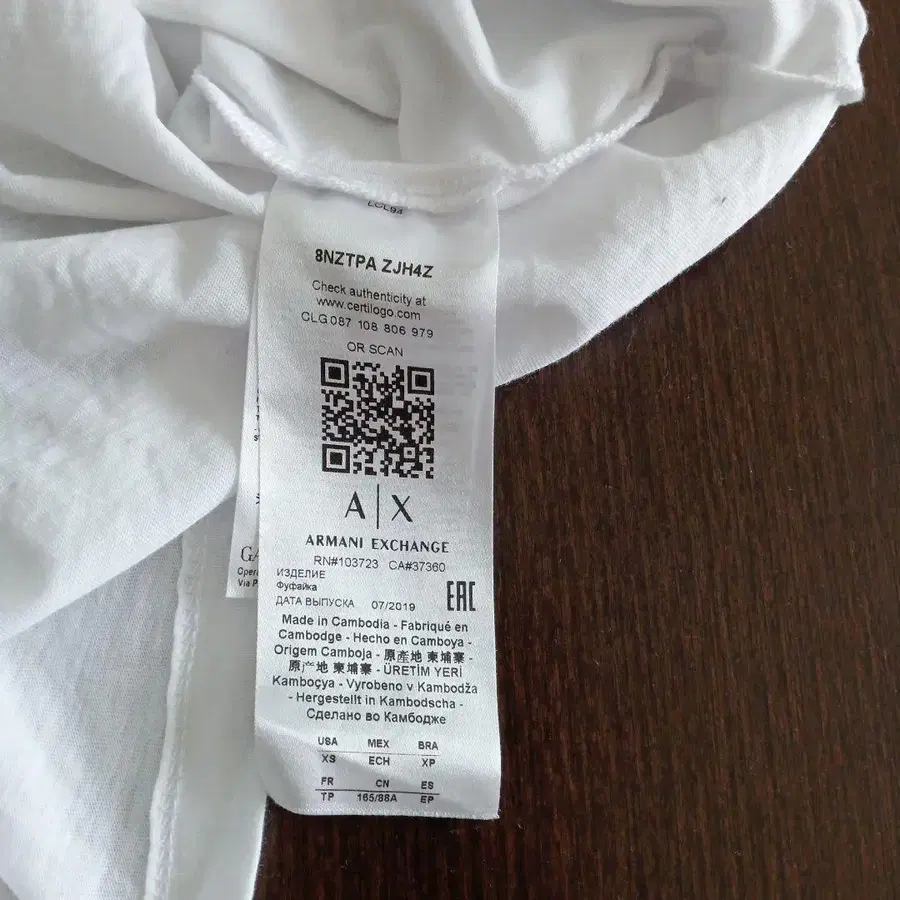 LCL94
8NZTPA ZJH4Z
Check authenticity at
www.certilogo.com
CLG 087 108 806 979
OR SCAN
A|X
ARMANI EXCHANGE
RN#103723 CA#37360
ИЗДЕЛИЕ
Фуфайка
ДАТА ВЫПУСКА 07/2019
EAC
Made in Cambodia - Fabriqué en
Cambodge - Hecho en Camboya -
Origem Camboja - 原產地 柬埔寨 -
地 柬埔寨 - ÜRETİM YERİ
Kamboçya - Vyrobeno v Kambodža
- Hergestellt in Kambodscha -
Сделано во Камбодже
USA MEX BRA
XS ECH XP
FR CN ES
TP 165/88A EP
Via